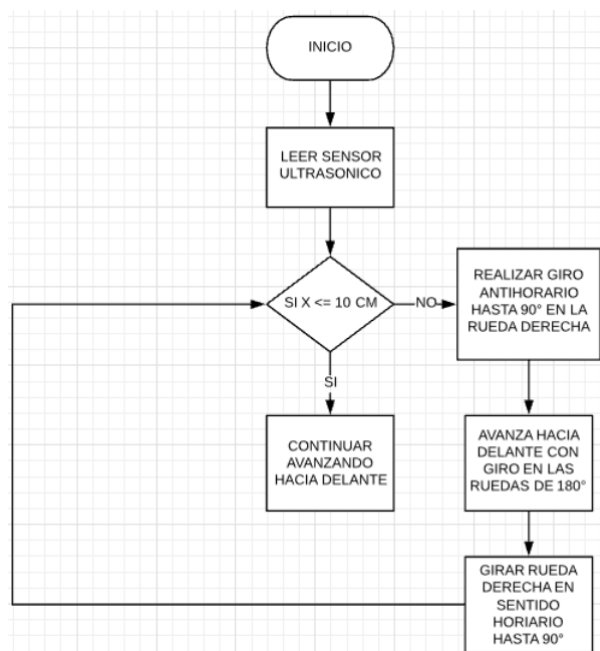 INICIO
LEER SENSOR
ULTRASONICO
SI X <= 10 CM
NO
REALIZAR GIRO
ANTIHORARIO
HASTA 90° EN LA
RUEDA DERECHA
SI
CONTINUAR
AVANZANDO
HACIA DELANTE
AVANZA HACIA
DELANTE CON
GIRO EN LAS
RUEDAS DE 180°
GIRAR RUEDA
DERECHA EN
SENTIDO
HORIARIO
HASTA 90°